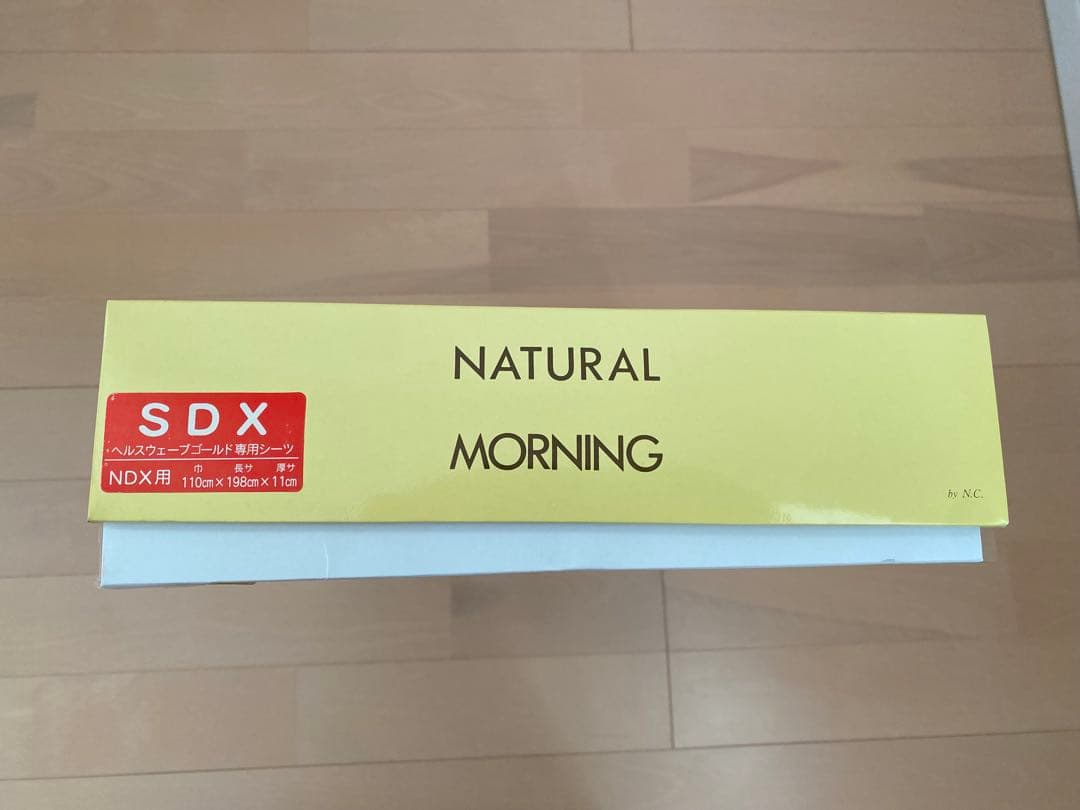 NATURAL
MORNING
by N.C.
SDX
ヘルスウェーブゴールド専用シーツ
NDX用 巾 長サ 厚サ
110cm×198cm×11cm